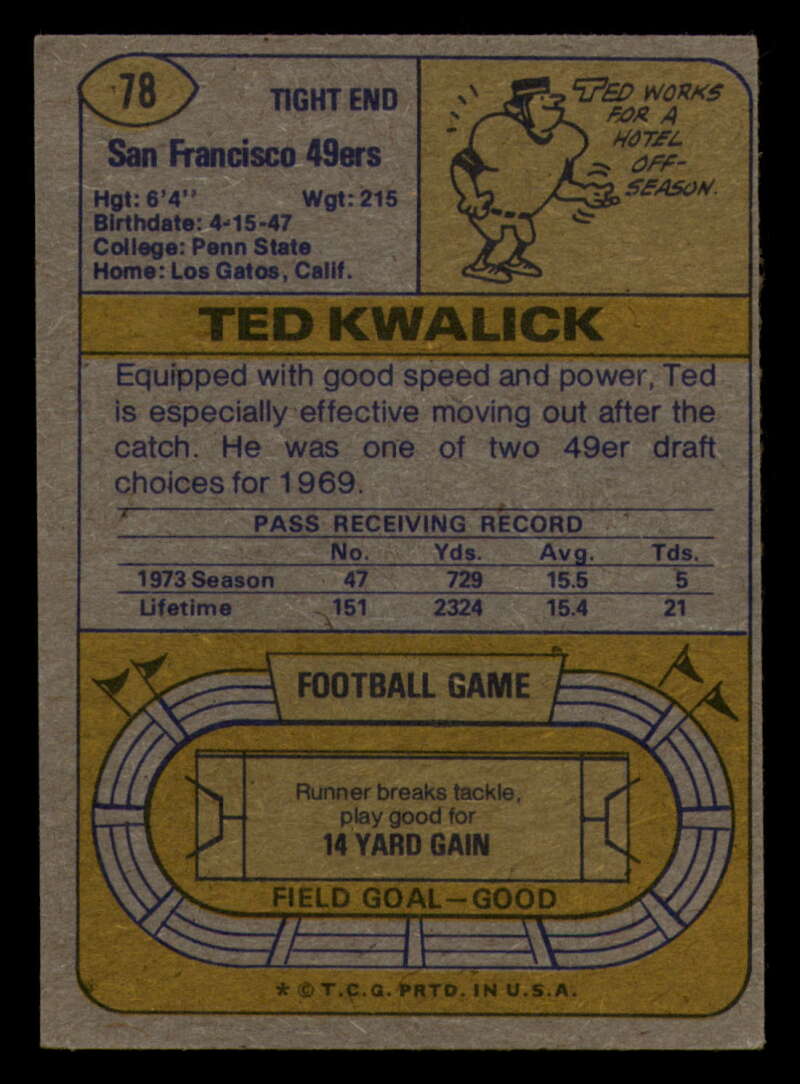 78
TIGHT END
San Francisco 49ers
Hgt: 6'4" Wgt: 215
Birthdate: 4-15-47
College: Penn State
Home: Los Gatos, Calif.
TED WORKS
FOR A
HOTEL
OFF-
SEASON.
TED KWALICK
Equipped with good speed and power, Ted
is especially effective moving out after the
catch. He was one of two 49er draft
choices for 1969.
PASS RECEIVING RECORD
No. Yds. Avg. Tds.
1973 Season 47 729 15.5 5
Lifetime 151 2324 15.4 21
FOOTBALL GAME
Runner breaks tackle,
play good for
14 YARD GAIN
FIELD GOAL—GOOD
* © T.C.G. PRTD. IN U.S.A.